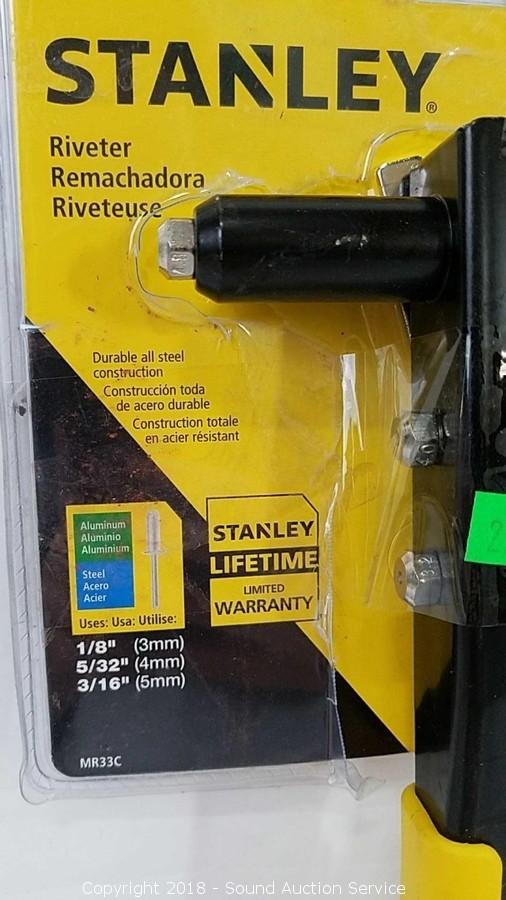 STANLEY®
Riveter
Remachadora
Riveteuse
Durable all steel
construction
Construcción toda
de acero durable
Construction totale
en acier résistant
Aluminum
Aluminio
Aluminium
Steel
Acero
Acier
Uses: Usa: Utilise:
1/8" (3mm)
5/32" (4mm)
3/16" (5mm)
STANLEY
LIFETIME
LIMITED
WARRANTY
2
MR33C
Copyright 2018 - Sound Auction Service